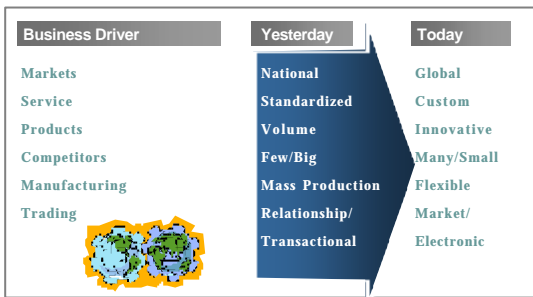 Business Driver Yesterday Today
Markets National Global
Service Standardized Custom
Products Volume Innovative
Competitors Few/Big Many/Small
Manufacturing Mass Production Flexible
Trading Relationship/ Market/
Transactional Electronic